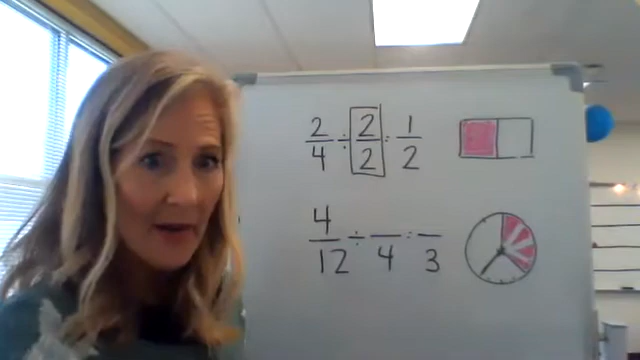 2/4 ÷ 2/2 : 1/2
4/12 ÷ _/4 : _/3